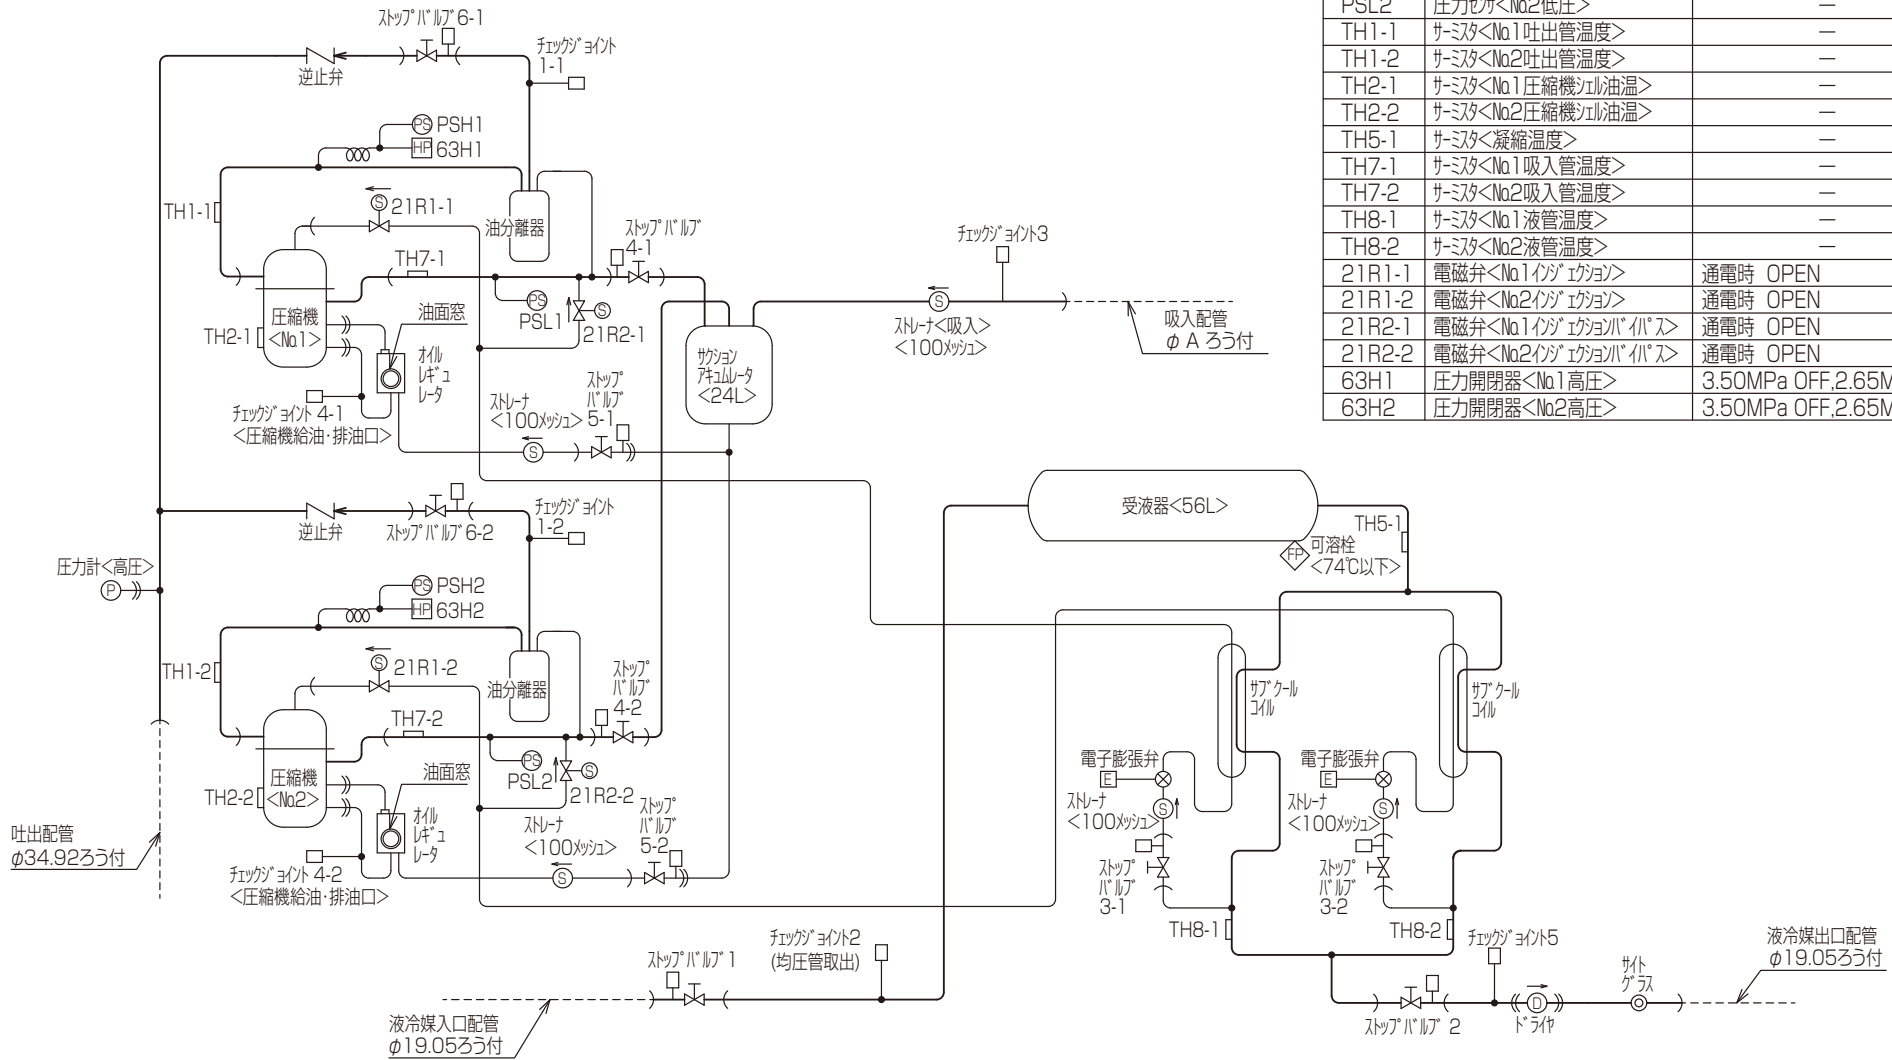 ストップバルブ6-1
チェックジョイント
1-1
逆止弁
PS PSH1
HP 63H1
TH1-1
S 21R1-1
油分離器
ストップバルブ
4-1
TH7-1
PS
PSL1
S
21R2-1
圧縮機
<No.1>
TH2-1
油面窓
オイル
レギュ
レータ
チェックジョイント 4-1
<圧縮機給油・排油口>
ストレーナ
<100メッシュ>
S
ストップ
バルブ
5-1
サクション
アキュムレータ
<24L>
チェックジョイント3
S
ストレーナ<吸入>
<100メッシュ>
吸入配管
φA ろう付
PSL2 圧力センサ<No.2低圧> −
TH1-1 サーミスタ<No.1吐出管温度> −
TH1-2 サーミスタ<No.2吐出管温度> −
TH2-1 サーミスタ<No.1圧縮機シェル油温> −
TH2-2 サーミスタ<No.2圧縮機シェル油温> −
TH5-1 サーミスタ<凝縮温度> −
TH7-1 サーミスタ<No.1吸入管温度> −
TH7-2 サーミスタ<No.2吸入管温度> −
TH8-1 サーミスタ<No.1液管温度> −
TH8-2 サーミスタ<No.2液管温度> −
21R1-1 電磁弁<No.1インジェクション> 通電時 OPEN
21R1-2 電磁弁<No.2インジェクション> 通電時 OPEN
21R2-1 電磁弁<No.1インジェクションバイパス> 通電時 OPEN
21R2-2 電磁弁<No.2インジェクションバイパス> 通電時 OPEN
63H1 圧力開閉器<No.1高圧> 3.50MPa OFF,2.65M
63H2 圧力開閉器<No.2高圧> 3.50MPa OFF,2.65M
逆止弁
ストップバルブ6-2
チェックジョイント
1-2
圧力計<高圧>
P
PS PSH2
HP 63H2
TH1-2
S 21R1-2
油分離器
ストップ
バルブ
4-2
TH7-2
PS
PSL2
S
21R2-2
圧縮機
<No.2>
TH2-2
油面窓
オイル
レギュ
レータ
チェックジョイント 4-2
<圧縮機給油・排油口>
ストレーナ
<100メッシュ>
S
ストップ
バルブ
5-2
吐出配管
φ34.92ろう付
受液器<56L>
TH5-1
FP 可溶栓
<74℃以下>
サブクール
コイル
サブクール
コイル
電子膨張弁
E
ストレーナ
<100メッシュ>
S
ストップ
バルブ
3-1
TH8-1
電子膨張弁
E
ストレーナ
<100メッシュ>
S
ストップ
バルブ
3-2
TH8-2
ストップバルブ1
チェックジョイント2
(均圧管取出)
液冷媒入口配管
φ19.05ろう付
チェックジョイント5
ストップバルブ 2
D
ドライヤ
サイト
グラス
液冷媒出口配管
φ19.05ろう付